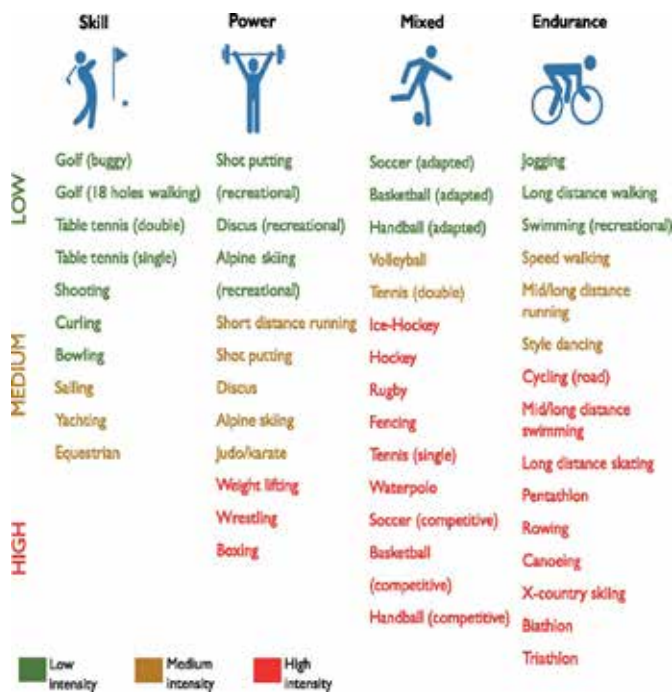 Skill
Power
Mixed
Endurance
LOW
MEDIUM
HIGH
Golf (buggy)
Golf (18 holes walking)
Table tennis (double)
Table tennis (single)
Shooting
Curling
Bowling
Sailing
Yachting
Equestrian
Shot putting
(recreational)
Discus (recreational)
Alpine skiing
(recreational)
Short distance running
Shot putting
Discus
Alpine skiing
Judo/karate
Weight lifting
Wrestling
Boxing
Soccer (adapted)
Basketball (adapted)
Handball (adapted)
Volleyball
Tennis (double)
Ice-Hockey
Hockey
Rugby
Fencing
Tennis (single)
Waterpolo
Soccer (competitive)
Basketball
(competitive)
Handball (competitive)
Jogging
Long distance walking
Swimming (recreational)
Speed walking
Mid/long distance
running
Style dancing
Cycling (road)
Mid/long distance
swimming
Long distance skating
Pentathlon
Rowing
Canoeing
X-country skiing
Biathlon
Triathlon
Low
intensity
Medium
intensity
High
intensity